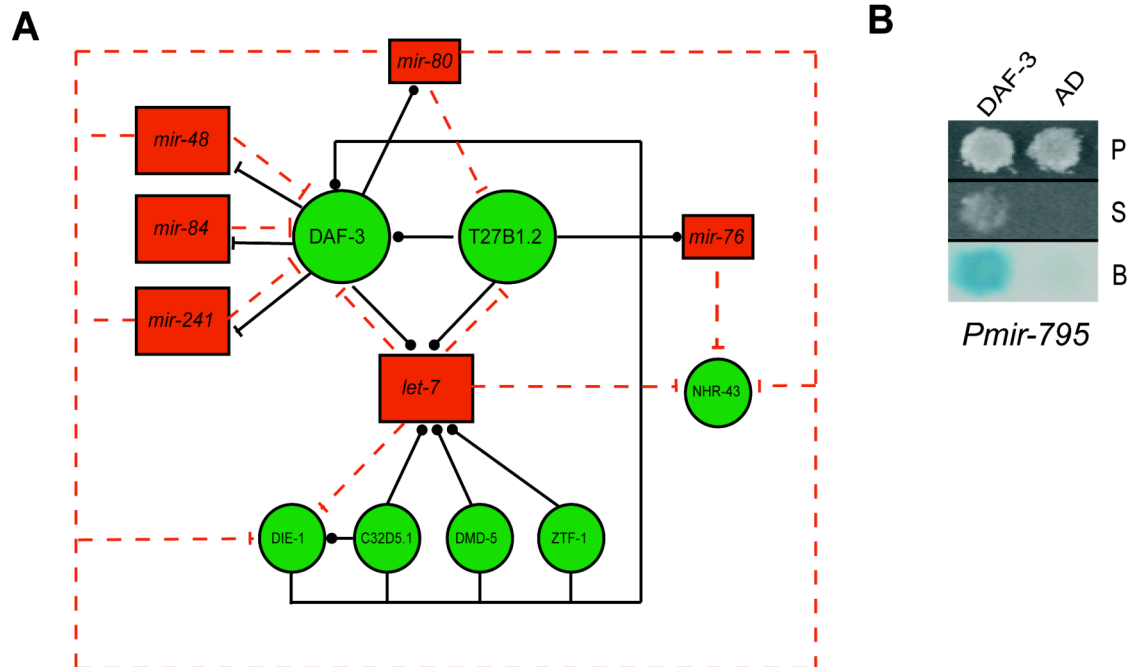 A
B
mir-80
mir-48
DAF-3
AD
P
mir-84
DAF-3
T27B1.2
mir-76
S
B
mir-241
Pmir-795
let-7
NHR-43
DIE-1
C32D5.1
DMD-5
ZTF-1